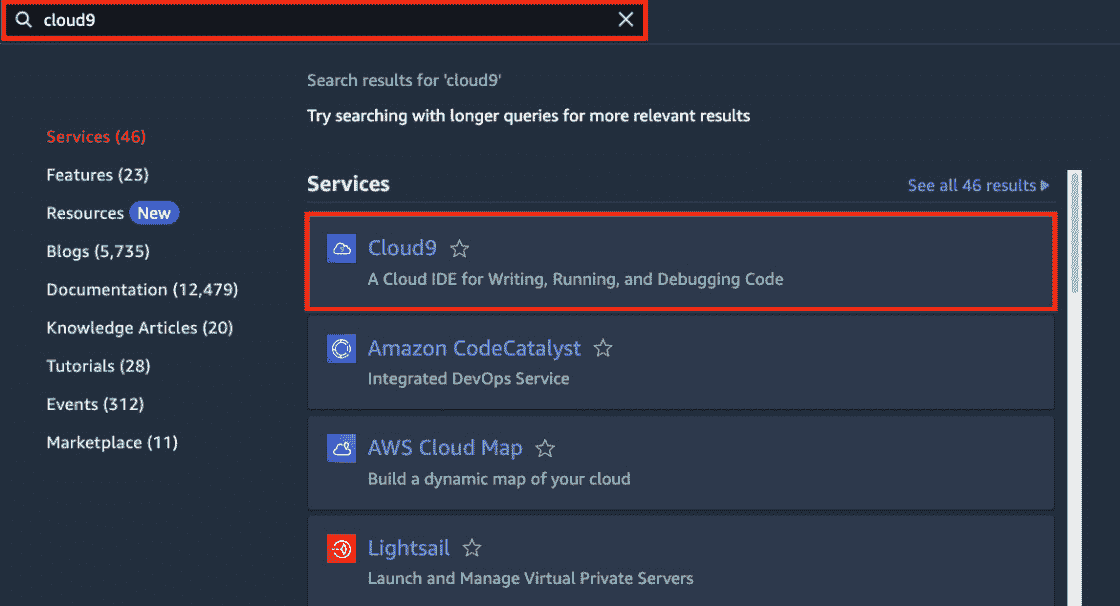 cloud9
Search results for 'cloud9'
Try searching with longer queries for more relevant results
Services (46)
Features (23)
Resources New
Blogs (5,735)
Documentation (12,479)
Knowledge Articles (20)
Tutorials (28)
Events (312)
Marketplace (11)
Services
See all 46 results
Cloud9
A Cloud IDE for Writing, Running, and Debugging Code
Amazon CodeCatalyst
Integrated DevOps Service
AWS Cloud Map
Build a dynamic map of your cloud
Lightsail
Launch and Manage Virtual Private Servers